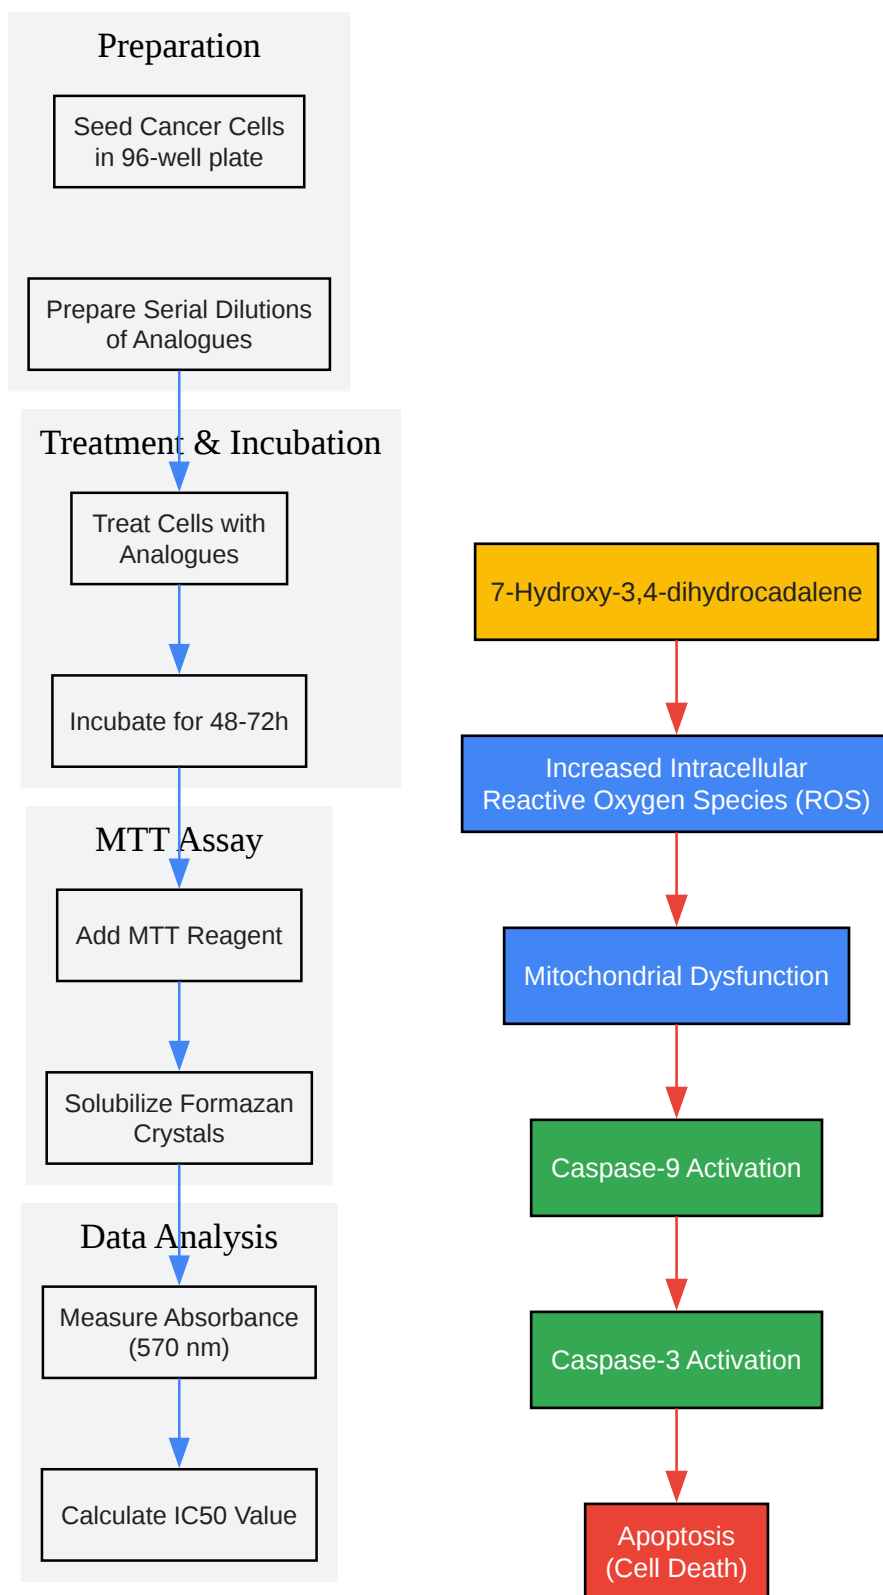 Preparation
Seed Cancer Cells
in 96-well plate
Prepare Serial Dilutions
of Analogues
Treatment & Incubation
Treat Cells with
Analogues
Incubate for 48-72h
MTT Assay
Add MTT Reagent
Solubilize Formazan
Crystals
Data Analysis
Measure Absorbance
(570 nm)
Calculate IC50 Value
7-Hydroxy-3,4-dihydrocadalene
Increased Intracellular
Reactive Oxygen Species (ROS)
Mitochondrial Dysfunction
Caspase-9 Activation
Caspase-3 Activation
Apoptosis
(Cell Death)